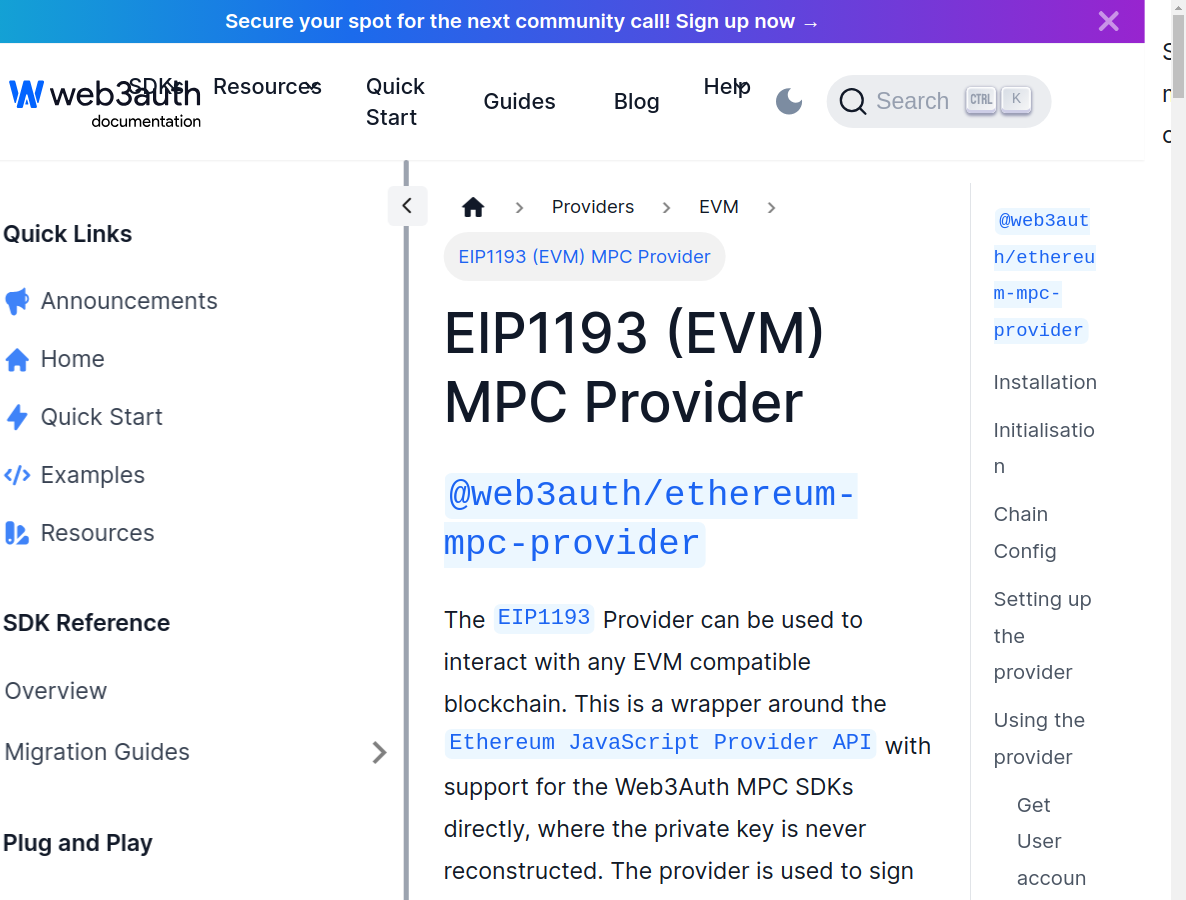 Secure your spot for the next community call! Sign up now →
web3auth
documentation
SDKs
Resources
Quick
Start
Guides
Blog
Help
Search
CTRL
K
Quick Links
Announcements
Home
Quick Start
Examples
Resources
SDK Reference
Overview
Migration Guides
Plug and Play
Providers
EVM
EIP1193 (EVM) MPC Provider
EIP1193 (EVM)
MPC Provider
@web3auth/ethereum-
mpc-provider
The EIP1193 Provider can be used to
interact with any EVM compatible
blockchain. This is a wrapper around the
Ethereum JavaScript Provider API with
support for the Web3Auth MPC SDKs
directly, where the private key is never
reconstructed. The provider is used to sign
@web3aut
h/ethereu
m-mpc-
provider
Installation
Initialisatio
n
Chain
Config
Setting up
the
provider
Using the
provider
Get
User
accoun